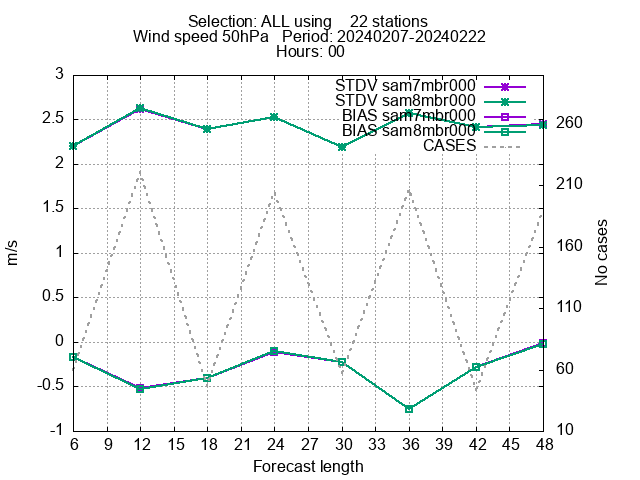 Selection: ALL using    22 stations
Wind speed 50hPa   Period: 20240207-20240222
Hours: 00
STDV sam7mbr000
STDV sam8mbr000
BIAS sam7mbr000
BIAS sam8mbr000
CASES
3
2.5
2
1.5
1
0.5
0
-0.5
-1
m/s
260
210
160
110
60
10
No cases
6 9 12 15 18 21 24 27 30 33 36 39 42 45 48
Forecast length